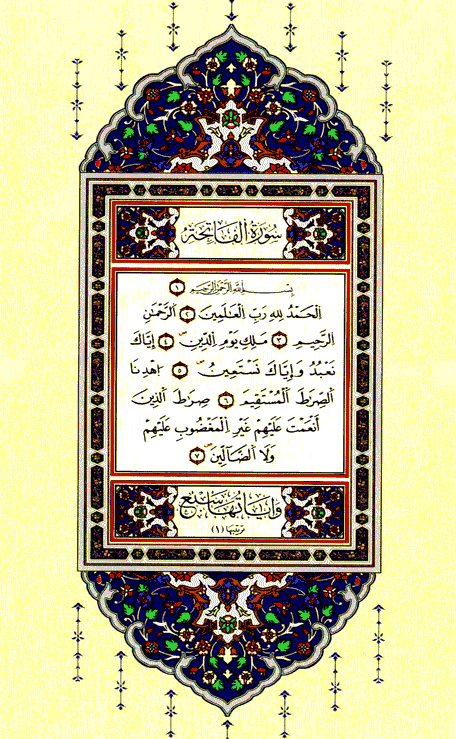 سُورَةُ ٱلْفَاتِحَةِ
بِسْمِ ٱللَّهِ ٱلرَّحْمَٰنِ ٱلرَّحِيمِ ١
ٱلْحَمْدُ لِلَّهِ رَبِّ ٱلْعَٰلَمِينَ ٢ ٱلرَّحْمَٰنِ
ٱلرَّحِيمِ ٣ مَٰلِكِ يَوْمِ ٱلدِّينِ ٤ إِيَّاكَ
نَعْبُدُ وَإِيَّاكَ نَسْتَعِينُ ٥ ٱهْدِنَا
ٱلصِّرَٰطَ ٱلْمُسْتَقِيمَ ٦ صِرَٰطَ ٱلَّذِينَ
أَنْعَمْتَ عَلَيْهِمْ غَيْرِ ٱلْمَغْضُوبِ عَلَيْهِمْ
وَلَا ٱلضَّآلِّينَ ٧
وَآيَاتُهَا سَبْعٌ
ترتيبها (١)